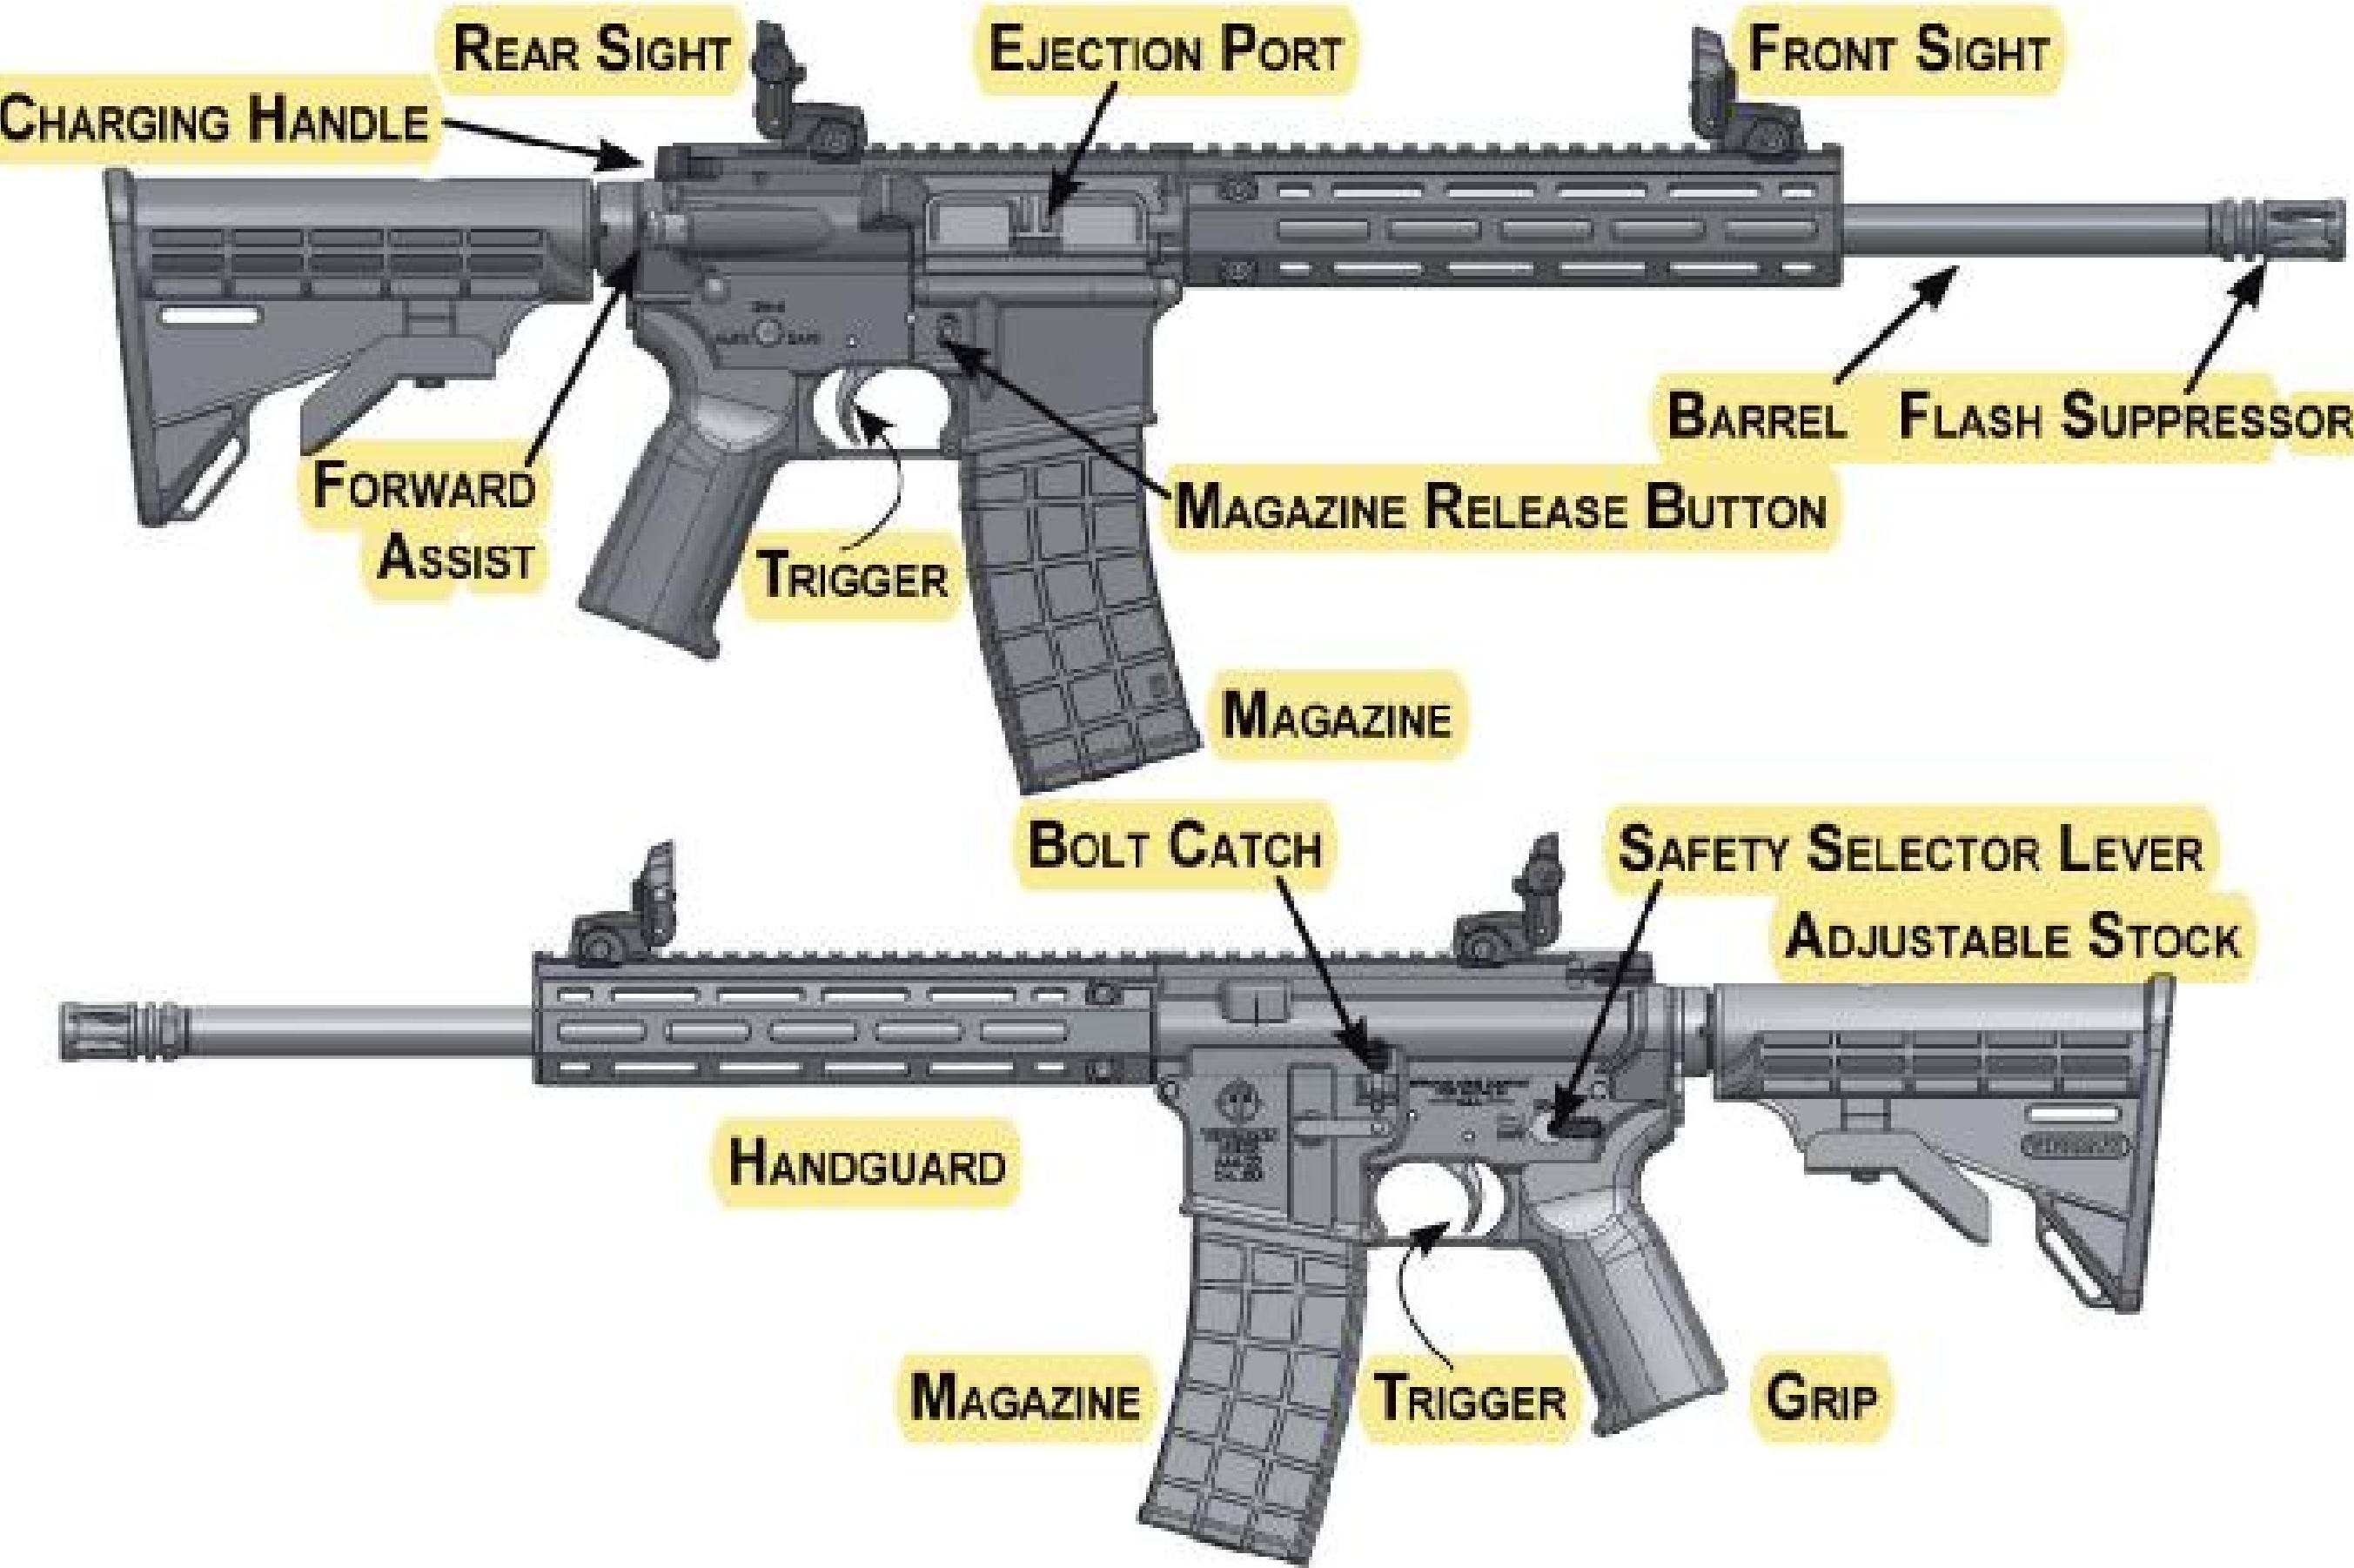 REAR SIGHT
EJECTION PORT
FRONT SIGHT
CHARGING HANDLE
BARREL
FLASH SUPPRESSOR
FORWARD
ASSIST
MAGAZINE RELEASE BUTTON
TRIGGER
MAGAZINE
BOLT CATCH
SAFETY SELECTOR LEVER
ADJUSTABLE STOCK
HANDGUARD
MAGAZINE
TRIGGER
GRIP